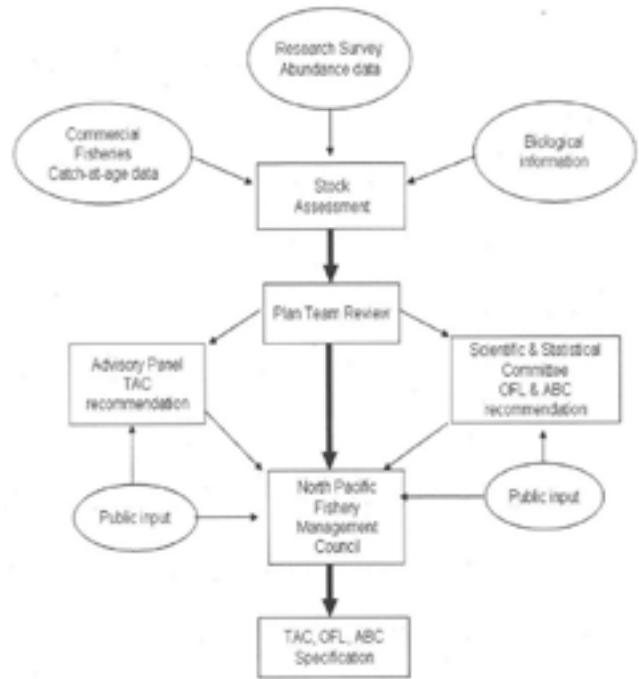 Research Survey
Abundance data
Commercial
Fisheries
Catch-at-age data
Biological
information
Stock
Assessment
Plan Team Review
Advisory Panel
TAC
recommendation
Scientific & Statistical
Committee
OFL & ABC
recommendation
Public input
North Pacific
Fishery
Management
Council
Public input
TAC, OFL, ABC
Specification